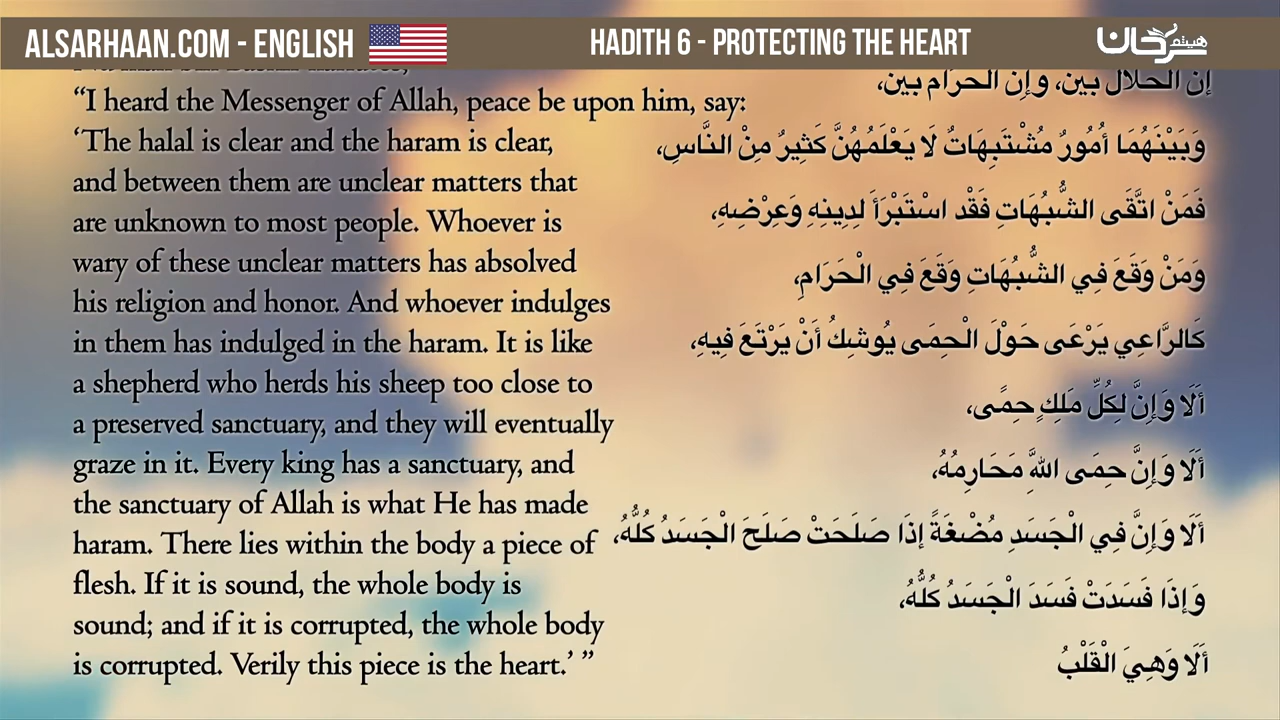 ALSARHAAN.COM - ENGLISH
HADITH 6 - PROTECTING THE HEART
هيثم سرحان
“I heard the Messenger of Allah, peace be upon him, say:
‘The halal is clear and the haram is clear,
and between them are unclear matters that
are unknown to most people. Whoever is
wary of these unclear matters has absolved
his religion and honor. And whoever indulges
in them has indulged in the haram. It is like
a shepherd who herds his sheep too close to
a preserved sanctuary, and they will eventually
graze in it. Every king has a sanctuary, and
the sanctuary of Allah is what He has made
haram. There lies within the body a piece of
flesh. If it is sound, the whole body is
sound; and if it is corrupted, the whole body
is corrupted. Verily this piece is the heart.’ ”
إن الحلال بين، وإن الحرام بين،
وَبَيْنَهُمَا أُمُورٌ مُشْتَبِهَاتٌ لَا يَعْلَمُهُنَّ كَثِيرٌ مِنْ النَّاسِ،
فَمَنْ اتَّقَى الشُّبُهَاتِ فَقْد اسْتَبْرَأَ لِدِينِهِ وَعِرْضِهِ،
وَمَنْ وَقَعَ فِي الشُّبُهَاتِ وَقَعَ فِي الْحَرَامِ،
كَالرَّاعِي يَرْعَى حَوْلَ الْحِمَى يُوشِكُ أَنْ يَرْتَعَ فِيهِ،
أَلَا وَإِنَّ لِكُلِّ مَلِكٍ حِمًى،
أَلَا وَإِنَّ حِمَى اللهِ مَحَارِمُهُ،
أَلَا وَإِنَّ فِي الْجَسَدِ مُضْغَةً إذَا صَلَحَتْ صَلَحَ الْجَسَدُ كُلُّهُ،
وَإذَا فَسَدَتْ فَسَدَ الْجَسَدُ كُلُّهُ،
أَلَا وَهِيَ الْقَلْبُ